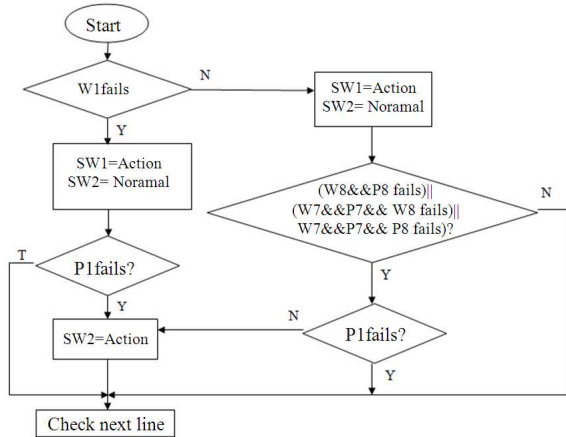 Start
W1fails
N
Y
SW1=Action
SW2= Noramal
SW1=Action
SW2= Noramal
(W8&&P8 fails)||
(W7&&P7&& W8 fails)||
W7&&P7&& P8 fails)?
N
Y
T
P1fails?
Y
SW2=Action
N
P1fails?
Y
Check next line